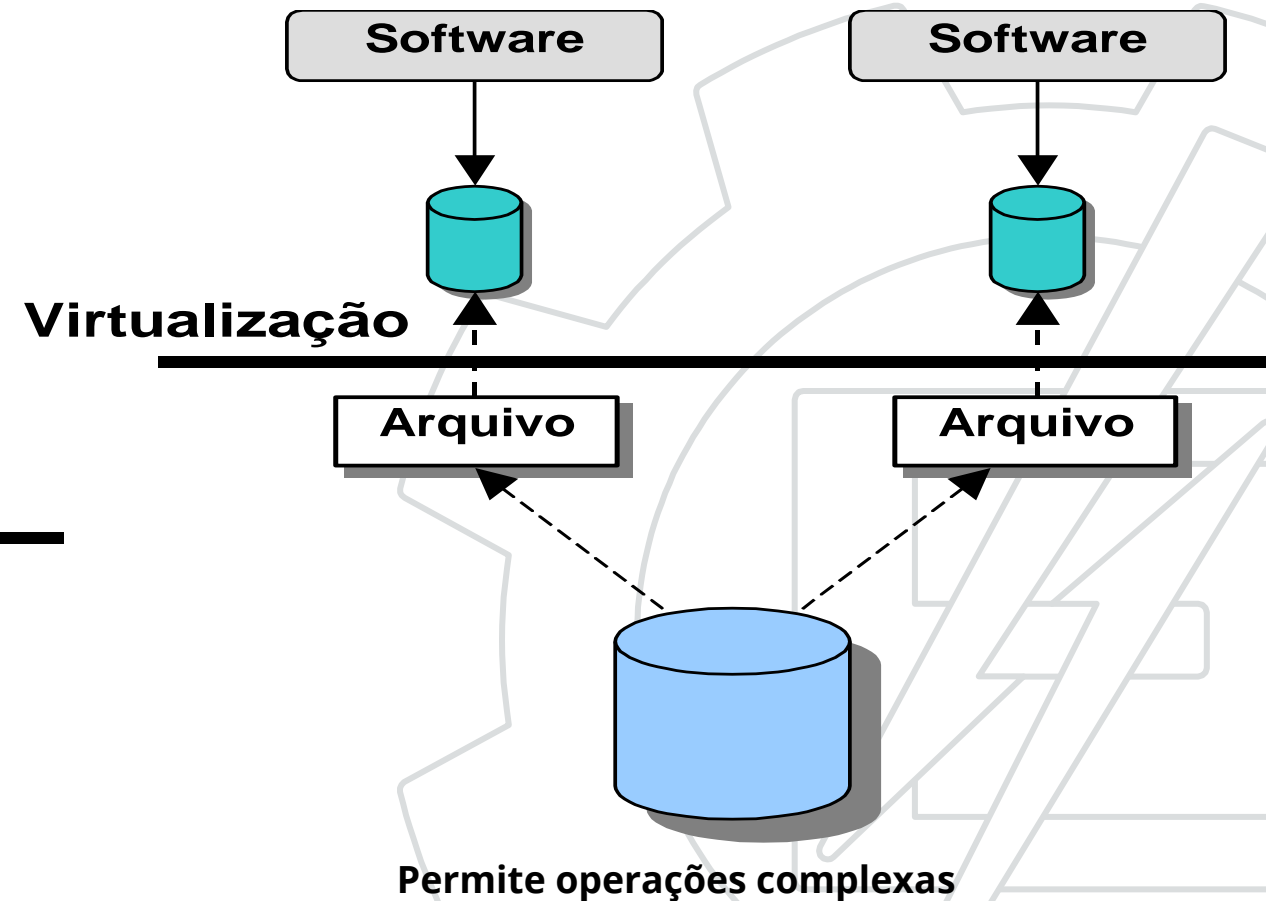 Software
Software
Virtualização
Arquivo
Arquivo
Permite operações complexas